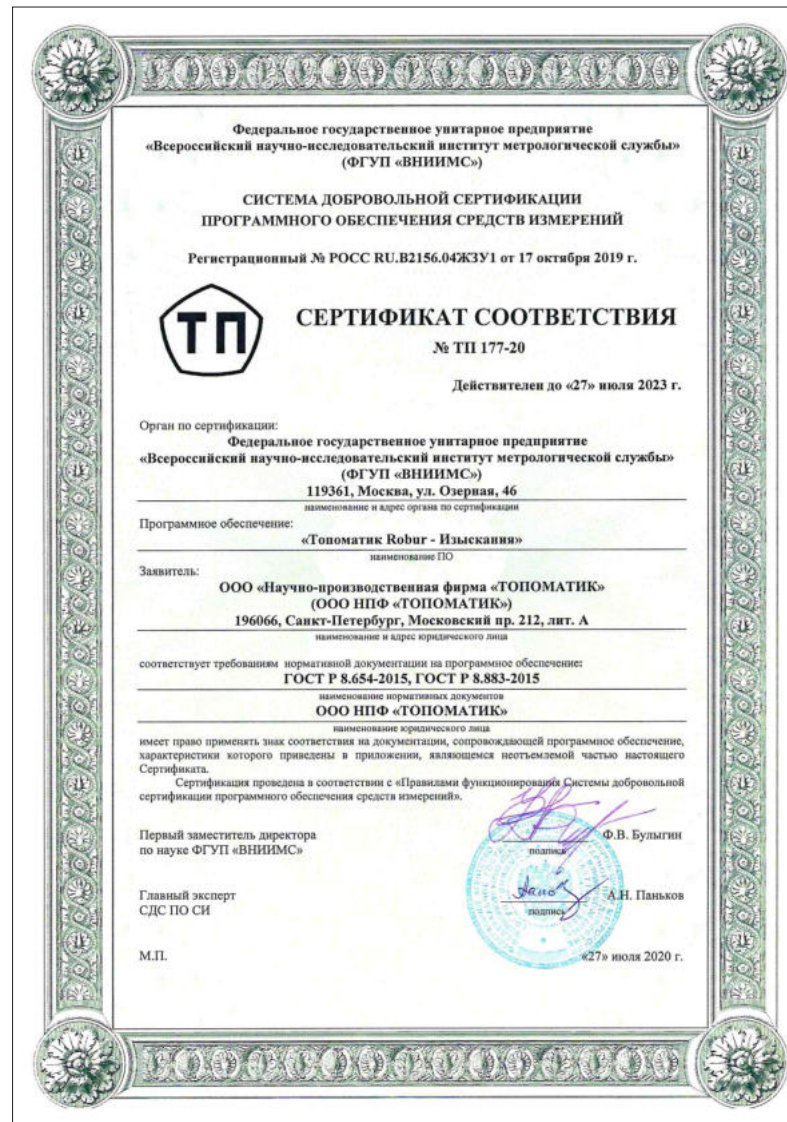 Федеральное государственное унитарное предприятие
«Всероссийский научно-исследовательский институт метрологической службы»
(ФГУП «ВНИИМС»)
СИСТЕМА ДОБРОВОЛЬНОЙ СЕРТИФИКАЦИИ
ПРОГРАММНОГО ОБЕСПЕЧЕНИЯ СРЕДСТВ ИЗМЕРЕНИЙ
Регистрационный № РОСС RU.В2156.04ЖЗУ1 от 17 октября 2019 г.
ТП
СЕРТИФИКАТ СООТВЕТСТВИЯ
№ ТП 177-20
Действителен до «27» июля 2023 г.
Орган по сертификации:
Федеральное государственное унитарное предприятие
«Всероссийский научно-исследовательский институт метрологической службы»
(ФГУП «ВНИИМС»)
119361, Москва, ул. Озерная, 46
наименование и адрес органа по сертификации
Программное обеспечение:
«Топоматик Robur - Изыскания»
наименование ПО
Заявитель:
ООО «Научно-производственная фирма «ТОПОМАТИК»
(ООО НПФ «ТОПОМАТИК»)
196066, Санкт-Петербург, Московский пр. 212, лит. А
наименование и адрес юридического лица
соответствует требованиям нормативной документации на программное обеспечение:
ГОСТ Р 8.654-2015, ГОСТ Р 8.883-2015
наименование нормативных документов
ООО НПФ «ТОПОМАТИК»
наименование юридического лица
имеет право применять знак соответствия на документации, сопровождающей программное обеспечение,
характеристики которого приведены в приложении, являющемся неотъемлемой частью настоящего
Сертификата.
Сертификация проведена в соответствии с «Правилами функционирования Системы добровольной
сертификации программного обеспечения средств измерений».
Первый заместитель директора
по науке ФГУП «ВНИИМС»
Ф.В. Булыгин
подпись
Главный эксперт
СДС ПО СИ
А.Н. Паньков
подпись
М.П.
«27» июля 2020 г.